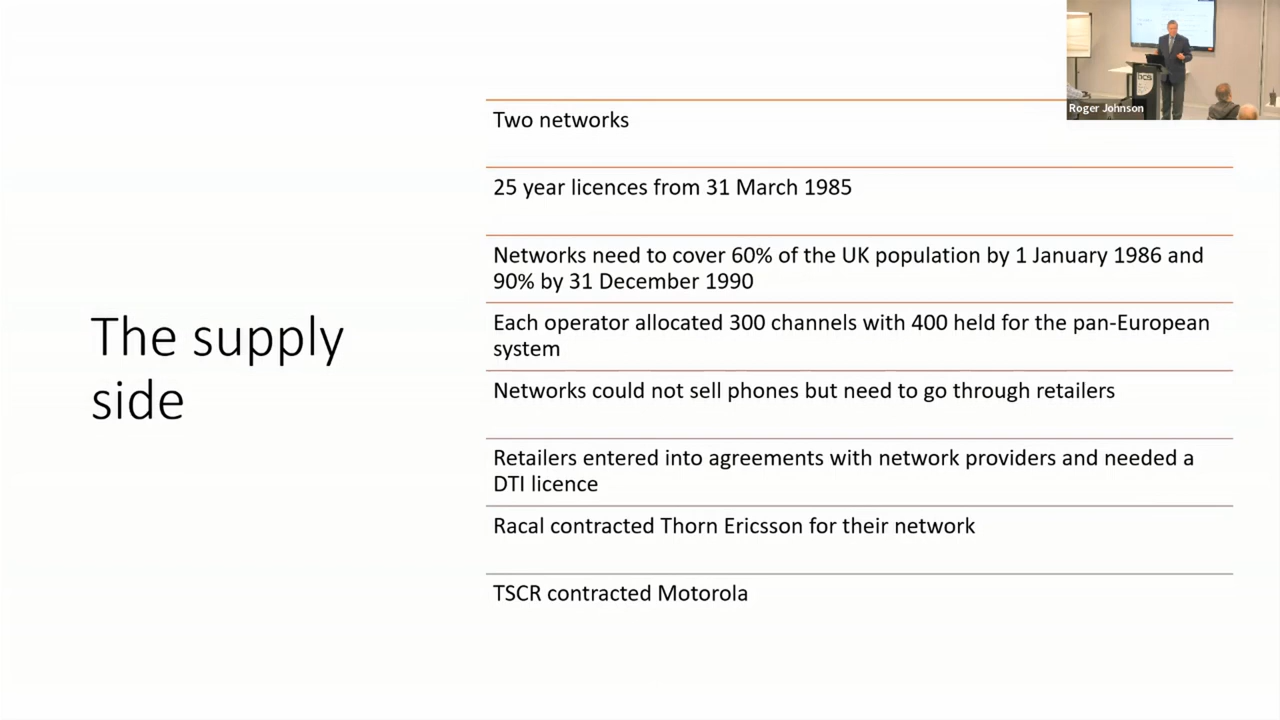 Roger Johnson
bcs
The supply
side
Two networks
25 year licences from 31 March 1985
Networks need to cover 60% of the UK population by 1 January 1986 and
90% by 31 December 1990
Each operator allocated 300 channels with 400 held for the pan-European
system
Networks could not sell phones but need to go through retailers
Retailers entered into agreements with network providers and needed a
DTI licence
Racal contracted Thorn Ericsson for their network
TSCR contracted Motorola